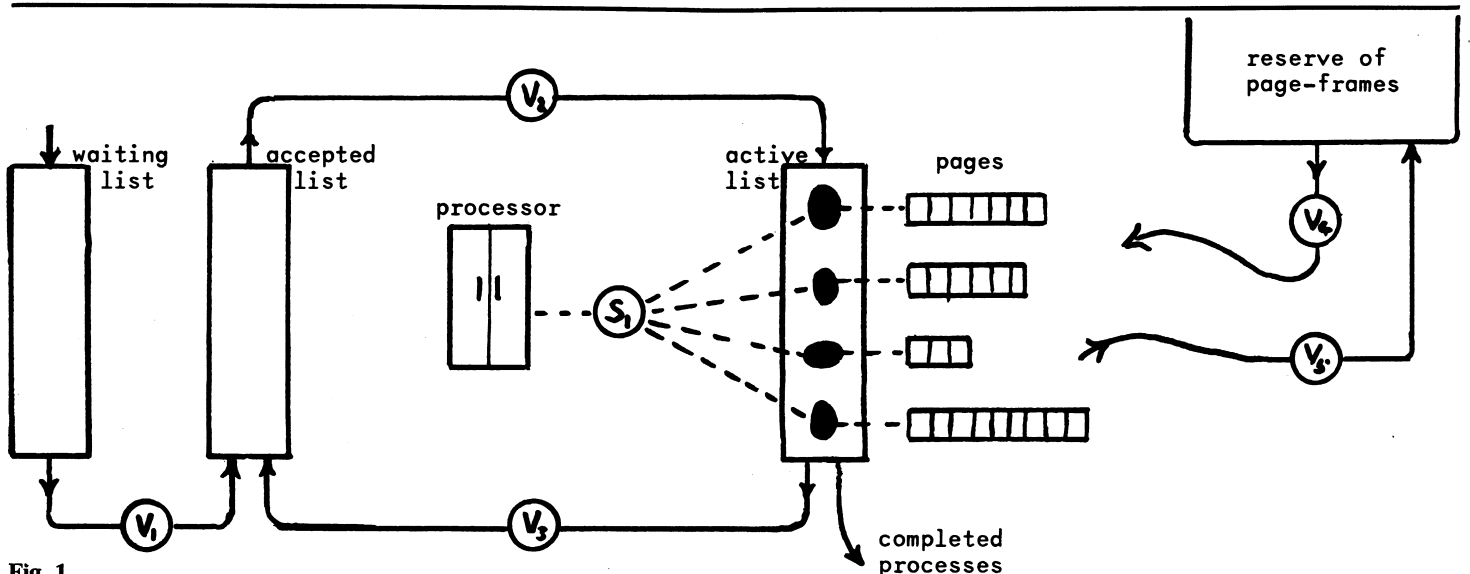 reserve of
page-frames
V₂
waiting
list
accepted
list
active
list
pages
processor
V₄
S₁
V₅
V₁
V₃
completed
processes
Fig. 1